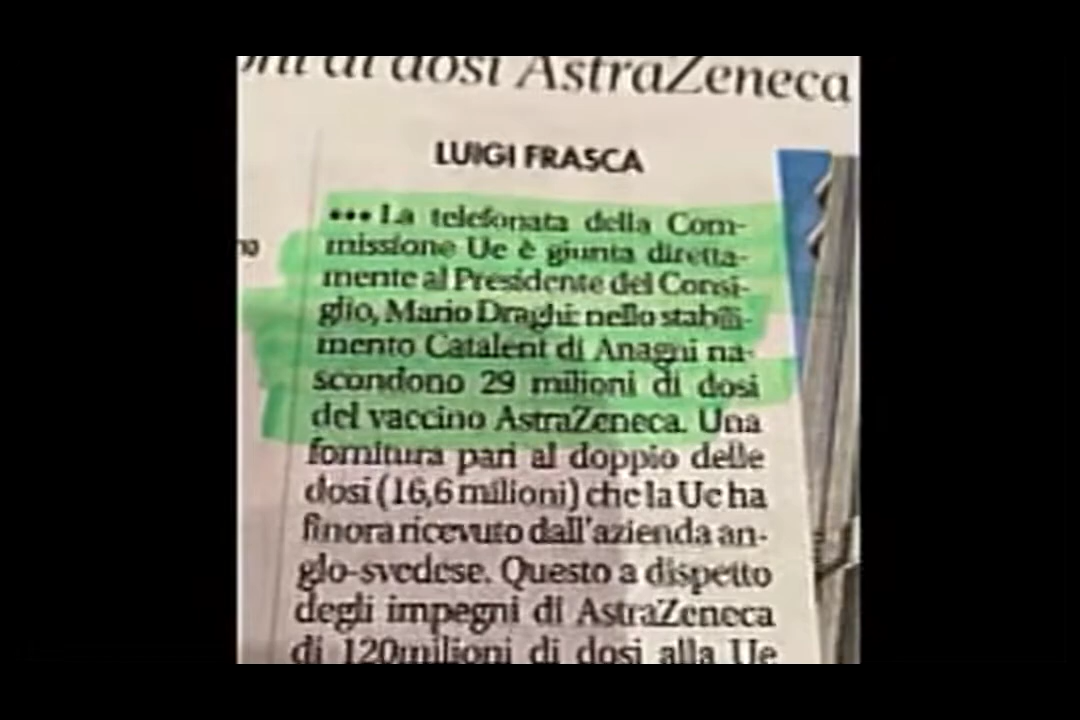 di dosi AstraZeneca
LUIGI FRASCA
••• La telefonata della Com-
missione Ue è giunta diretta-
mente al Presidente del Consi-
glio, Mario Draghi: nello stabili-
mento Catalent di Anagni na-
scondono 29 milioni di dosi
del vaccino AstraZeneca. Una
fornitura pari al doppio delle
dosi (16,6 milioni) che la Ue ha
finora ricevuto dall'azienda an-
glo-svedese. Questo a dispetto
degli impegni di AstraZeneca
di 120milioni di dosi alla Ue